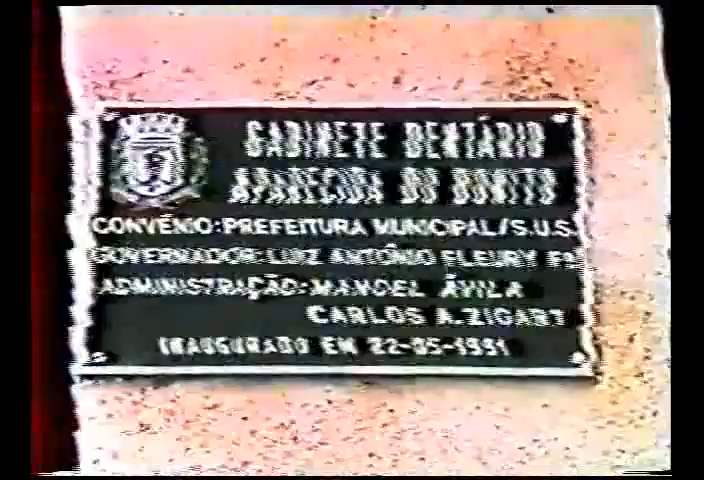 GABINETE DENTÁRIO
APARECIDA DO BONITO
CONVÊNIO: PREFEITURA MUNICIPAL/S.U.S.
GOVERNADOR: LUIZ ANTÔNIO FLEURY Fº
ADMINISTRAÇÃO: MANOEL ÁVILA
CARLOS A. ZIGART
INAUGURADO EM 22-05-1991